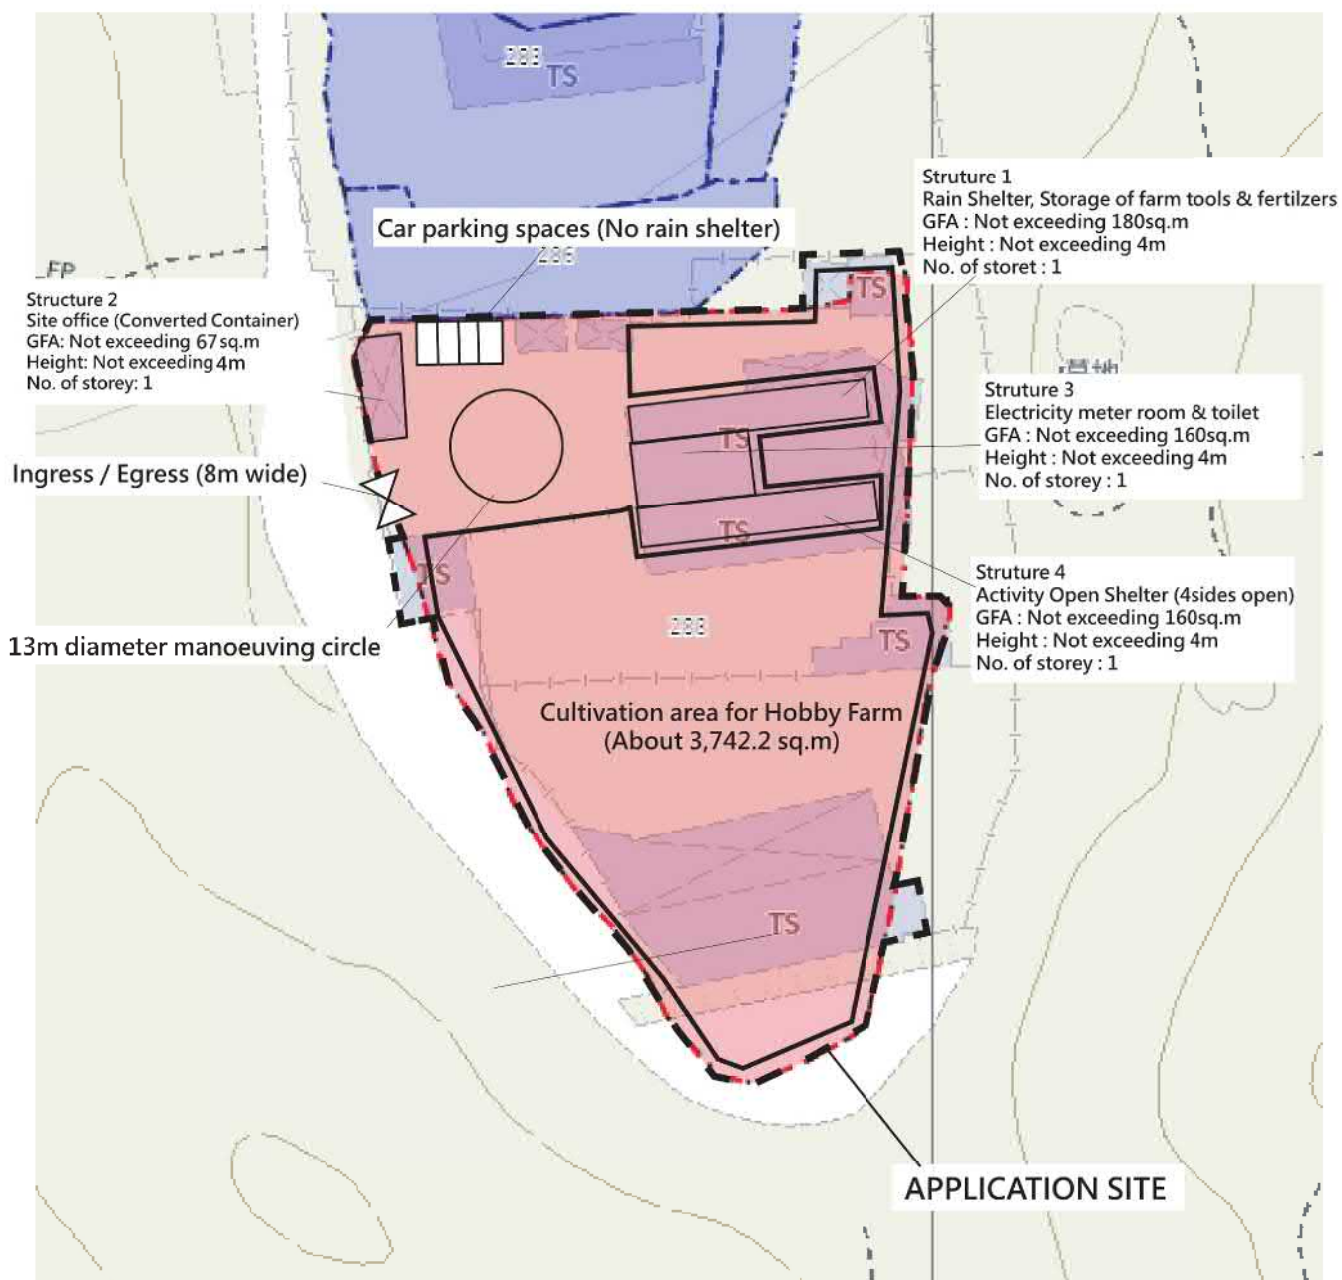 283
TS
Struture 1
Rain Shelter, Storage of farm tools & fertilzers
GFA : Not exceeding 180sq.m
Height : Not exceeding 4m
No. of storet : 1
Car parking spaces (No rain shelter)
FP
TS
Structure 2
Site office (Converted Container)
GFA: Not exceeding 67sq.m
Height: Not exceeding 4m
No. of storey: 1
墓地
Struture 3
Electricity meter room & toilet
GFA : Not exceeding 160sq.m
Height : Not exceeding 4m
No. of storey : 1
TS
Ingress / Egress (8m wide)
TS
TS
Struture 4
Activity Open Shelter (4sides open)
GFA : Not exceeding 160sq.m
Height : Not exceeding 4m
No. of storey : 1
TS
13m diameter manoeuving circle
Cultivation area for Hobby Farm
(About 3,742.2 sq.m)
TS
APPLICATION SITE